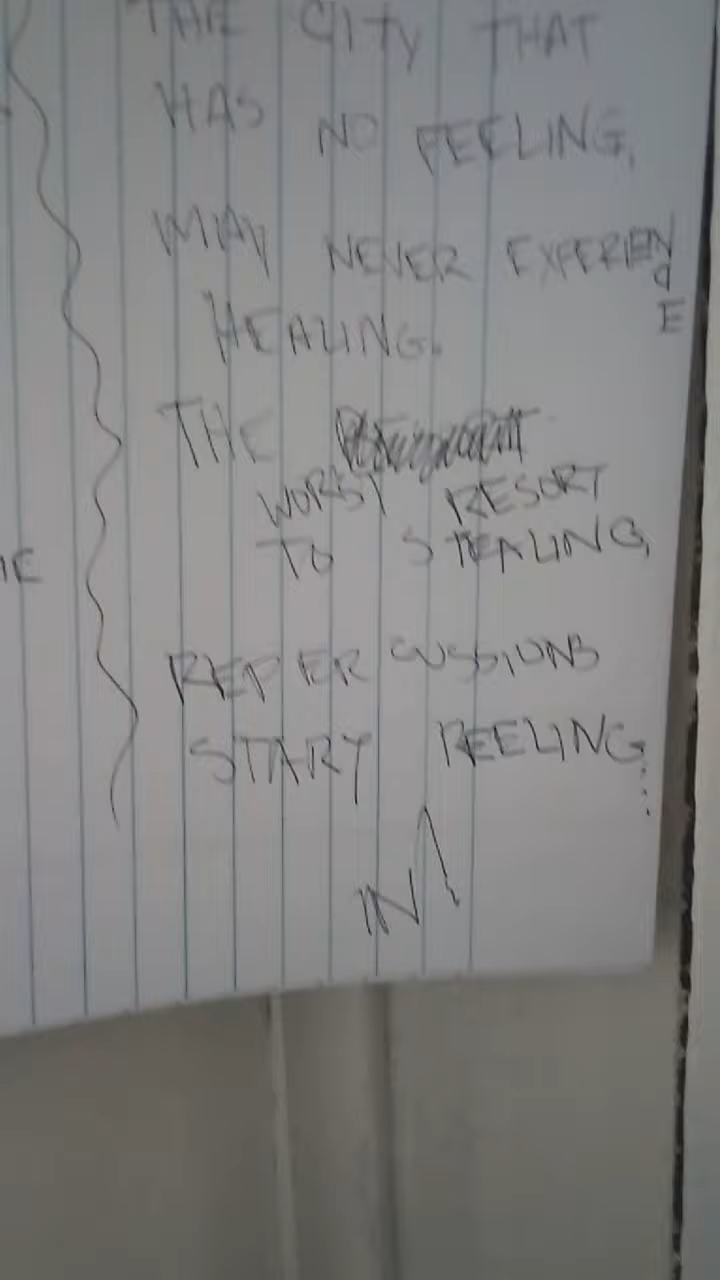 THE CITY THAT
HAS NO FEELING,
MAY NEVER EXPERIENCE
HEALING.
THE
WORST RESORT
TO STEALING,
REPERCUSSIONS
START REELING...
IN!